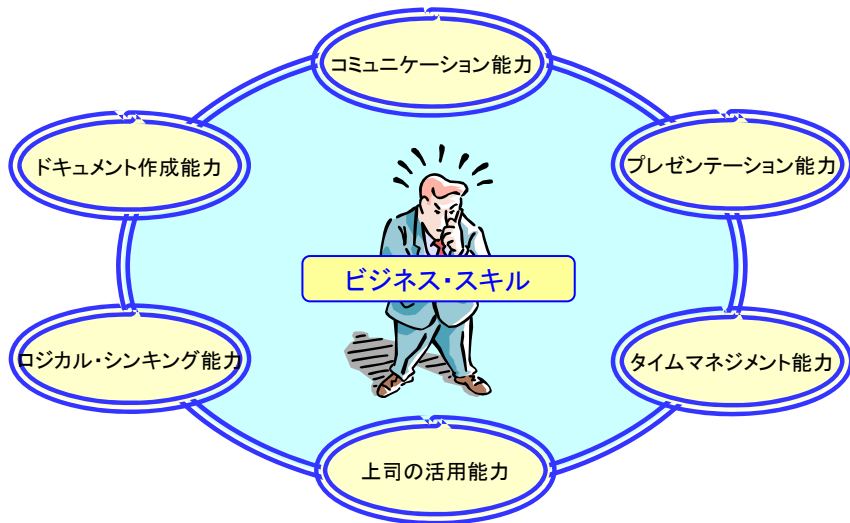 コミュニケーション能力
ドキュメント作成能力
プレゼンテーション能力
ビジネス・スキル
ロジカル・シンキング能力
タイムマネジメント能力
上司の活用能力